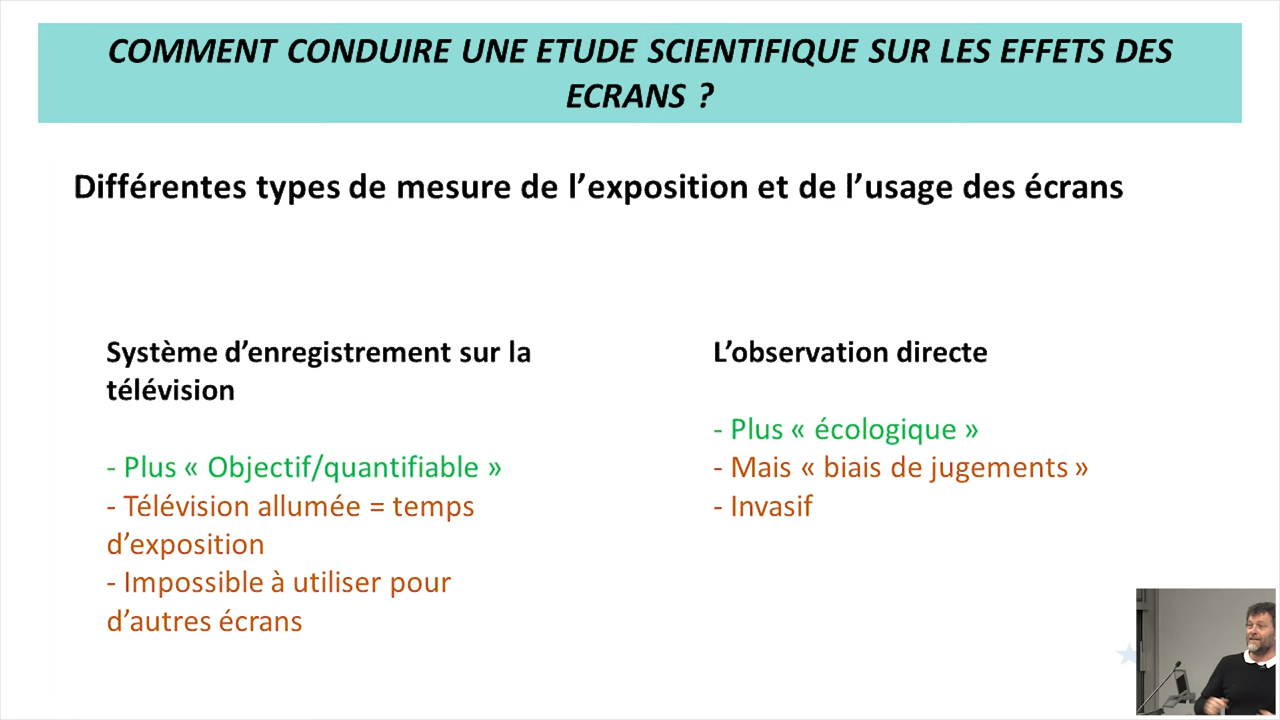 COMMENT CONDUIRE UNE ETUDE SCIENTIFIQUE SUR LES EFFETS DES
ECRANS ?
Différentes types de mesure de l’exposition et de l’usage des écrans
Système d’enregistrement sur la
télévision
- Plus « Objectif/quantifiable »
- Télévision allumée = temps
d’exposition
- Impossible à utiliser pour
d’autres écrans
L’observation directe
- Plus « écologique »
- Mais « biais de jugements »
- Invasif